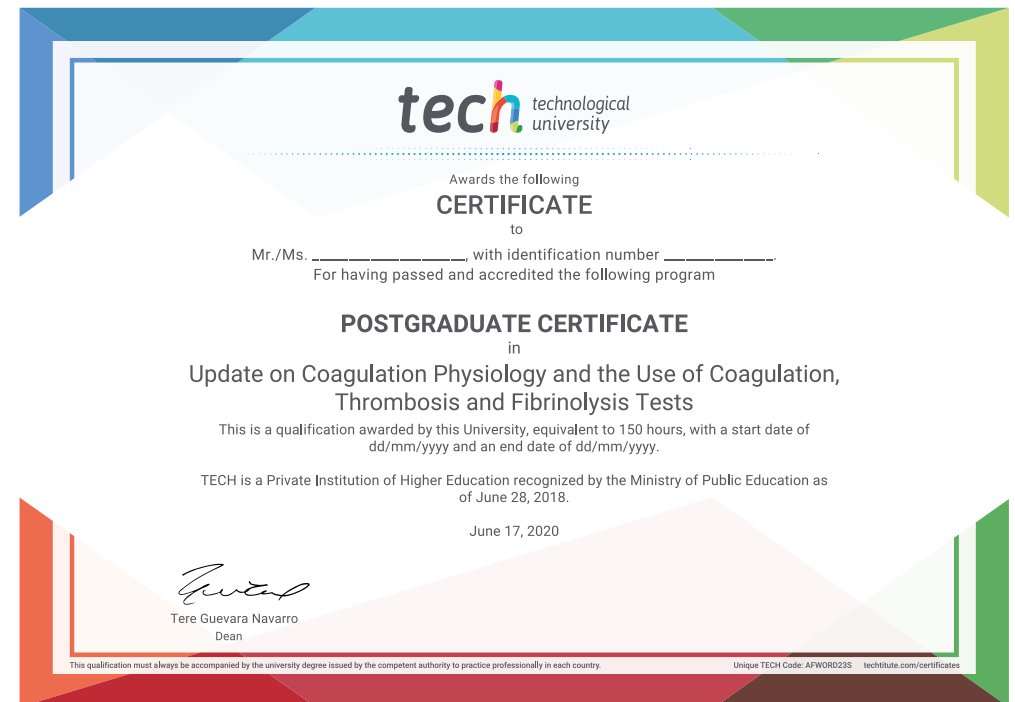 tech technological
university
Awards the following
CERTIFICATE
to
Mr./Ms. ____________________, with identification number ______________.
For having passed and accredited the following program
POSTGRADUATE CERTIFICATE
in
Update on Coagulation Physiology and the Use of Coagulation,
Thrombosis and Fibrinolysis Tests
This is a qualification awarded by this University, equivalent to 150 hours, with a start date of
dd/mm/yyyy and an end date of dd/mm/yyyy.
TECH is a Private Institution of Higher Education recognized by the Ministry of Public Education as
of June 28, 2018.
June 17, 2020
Tere Guevara Navarro
Dean
This qualification must always be accompanied by the university degree issued by the competent authority to practice professionally in each country.
Unique TECH Code: AFWORD23S techtitute.com/certificates